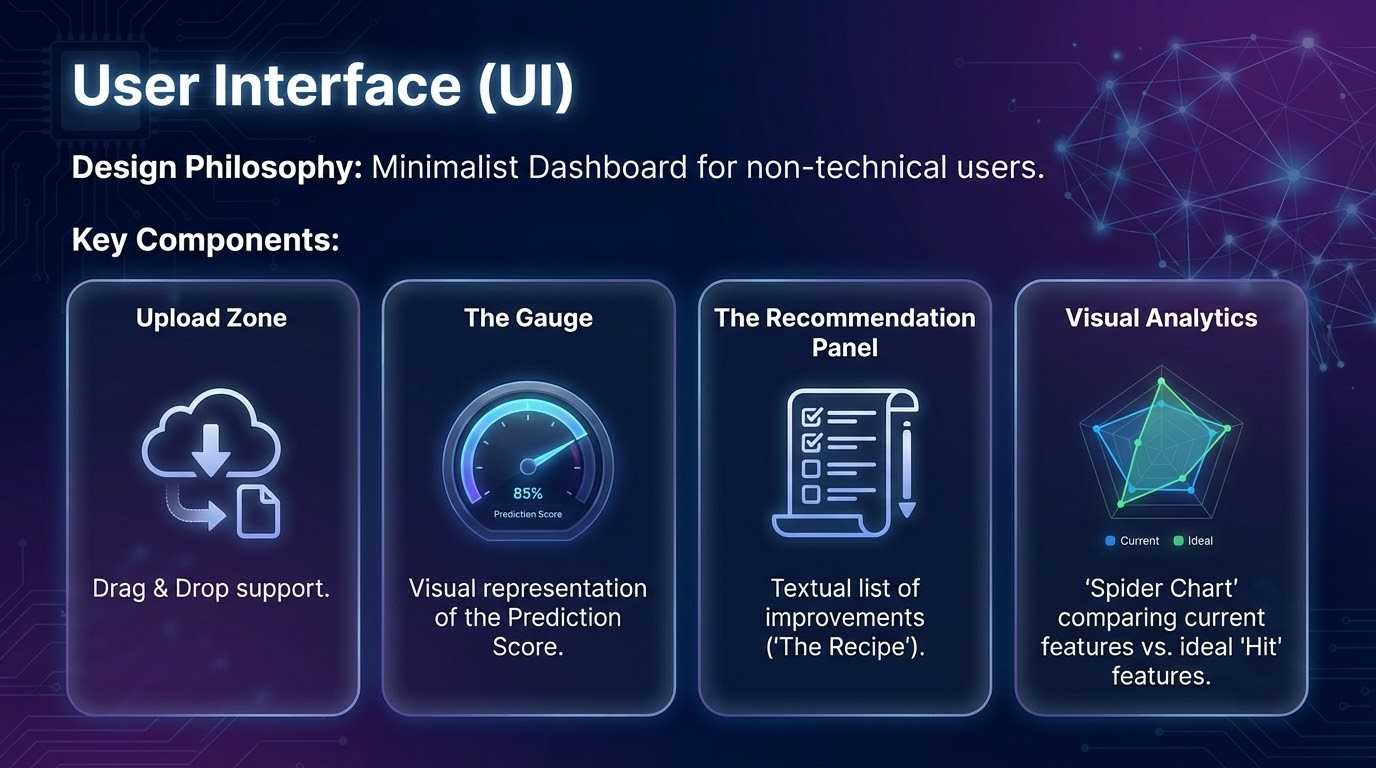 User Interface (UI)
Design Philosophy: Minimalist Dashboard for non-technical users.
Key Components:
Upload Zone
Drag & Drop support.
The Gauge
85%
Prediction Score
Visual representation
of the Prediction
Score.
The Recommendation
Panel
Textual list of
improvements
(‘The Recipe’).
Visual Analytics
Current
Ideal
‘Spider Chart’
comparing current
features vs. ideal 'Hit'
features.